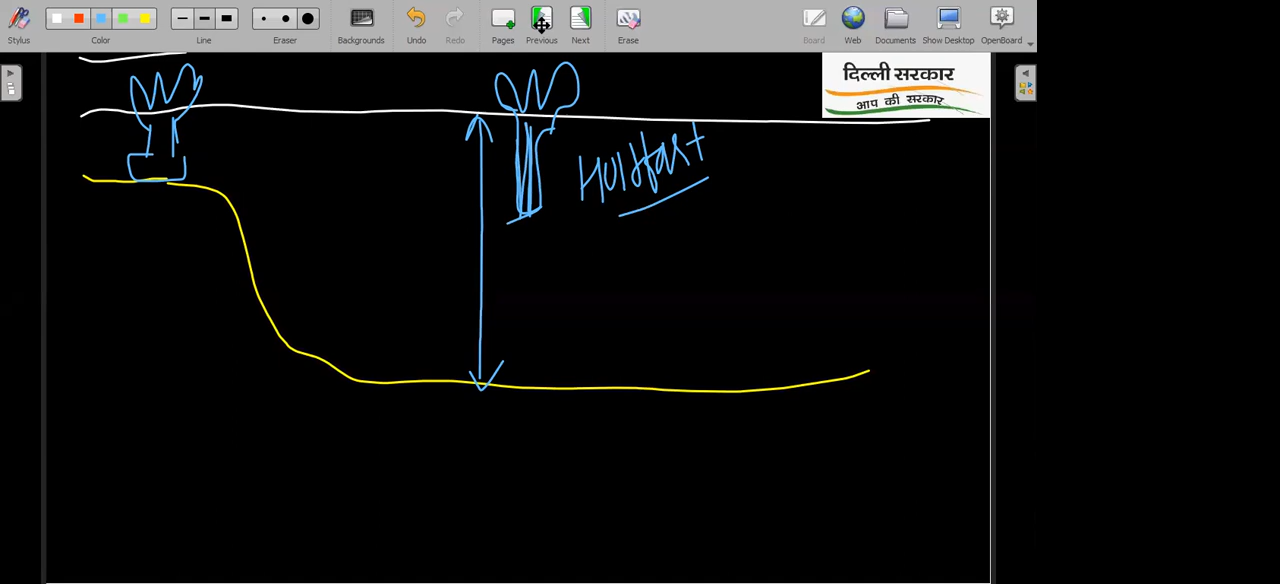 Stylus
Color
Line
Eraser
Backgrounds
Undo
Redo
Pages
Previous
Next
Erase
Board
Web
Documents
Show Desktop
OpenBoard
दिल्ली सरकार
आप की सरकार
Holdfast